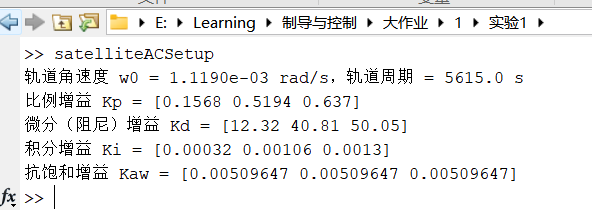 E: ▸ Learning ▸ 制导与控制 ▸ 大作业 ▸ 1 ▸ 实验1 ▸
>> satelliteACSetup
轨道角速度 w0 = 1.1190e-03 rad/s，轨道周期 = 5615.0 s
比例增益 Kp = [0.1568 0.5194 0.637]
微分（阻尼）增益 Kd = [12.32 40.81 50.05]
积分增益 Ki = [0.00032 0.00106 0.0013]
抗饱和增益 Kaw = [0.00509647 0.00509647 0.00509647]
fx >>